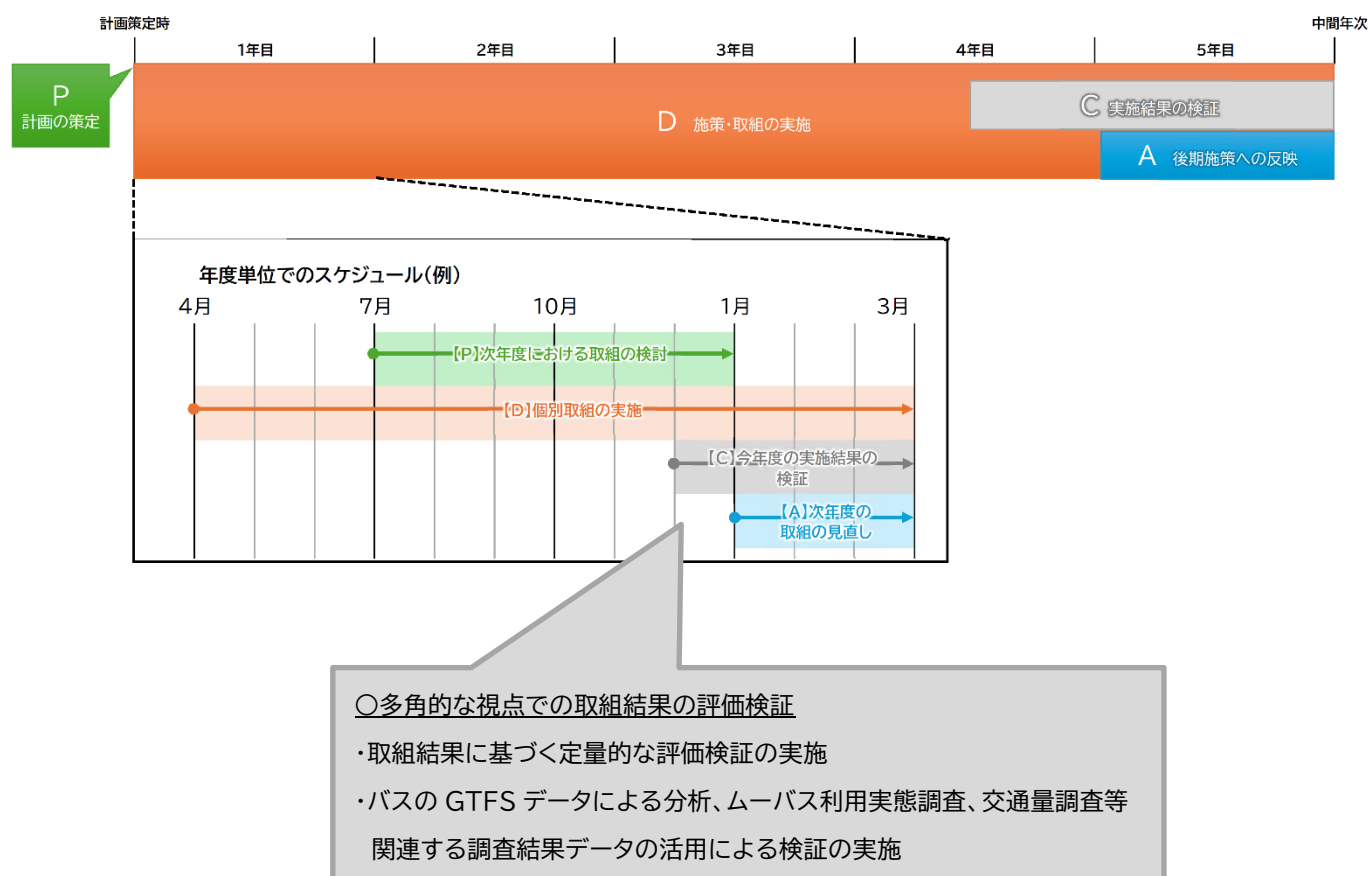 計画策定時
中間年次
1年目
2年目
3年目
4年目
5年目
P
計画の策定
D 施策・取組の実施
C 実施結果の検証
A 後期施策への反映
年度単位でのスケジュール(例)
4月
7月
10月
1月
3月
【P】次年度における取組の検討
【D】個別取組の実施
【C】今年度の実施結果の
検証
【A】次年度の
取組の見直し
○多角的な視点での取組結果の評価検証
・取組結果に基づく定量的な評価検証の実施
・バスの GTFS データによる分析、ムーバス利用実態調査、交通量調査等
関連する調査結果データの活用による検証の実施